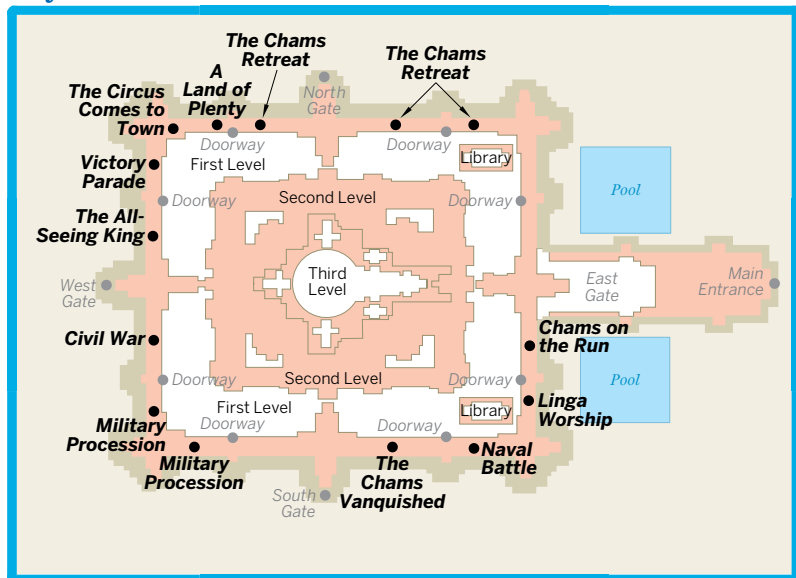 The Chams
Retreat
The Chams
Retreat
A
Land of
Plenty
The Circus
Comes to
Town
North
Gate
Doorway
Doorway
Victory
Parade
First Level
Library
Second Level
Doorway
Doorway
Pool
The All-
Seeing King
West
Gate
Third
Level
East
Gate
Main
Entrance
Civil War
Chams on
the Run
Doorway
Second Level
Doorway
Pool
Military
Procession
First Level
Doorway
Doorway
Library
Linga
Worship
Military
Procession
The
Chams
Vanquished
Naval
Battle
South
Gate